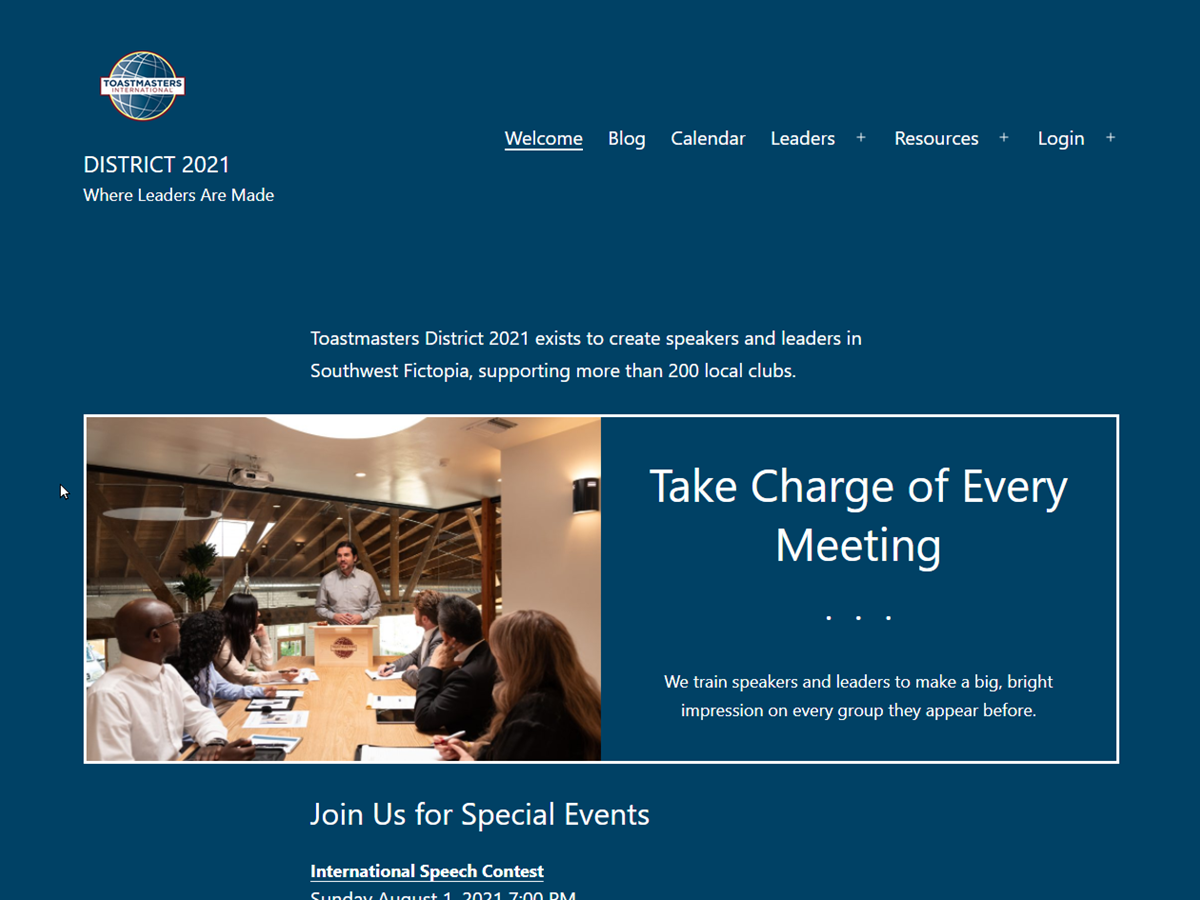 TOASTMASTERS
INTERNATIONAL
DISTRICT 2021
Where Leaders Are Made
Welcome Blog Calendar Leaders + Resources + Login +
Toastmasters District 2021 exists to create speakers and leaders in
Southwest Fictopia, supporting more than 200 local clubs.
Take Charge of Every
Meeting
. . .
We train speakers and leaders to make a big, bright
impression on every group they appear before.
Join Us for Special Events
International Speech Contest
Sunday August 1, 2021 7:00 PM